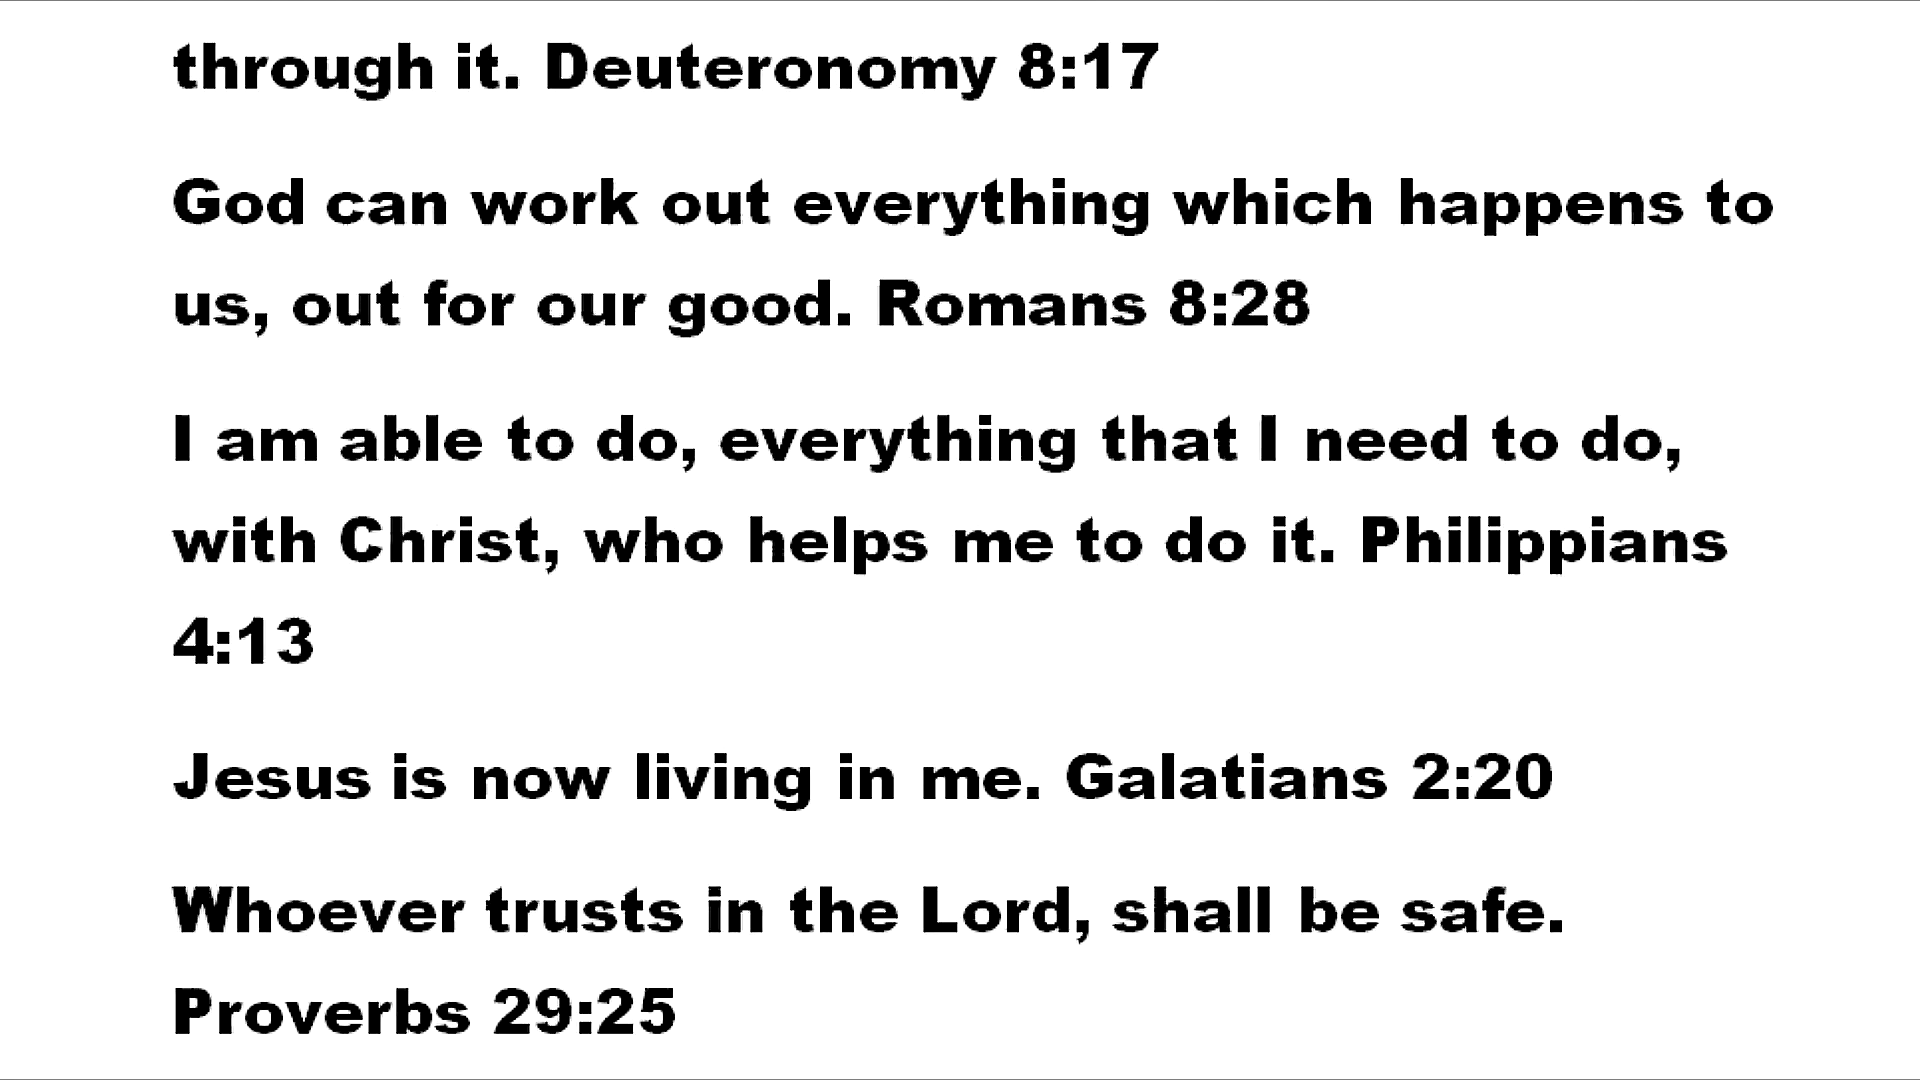 through it. Deuteronomy 8:17
God can work out everything which happens to
us, out for our good. Romans 8:28
I am able to do, everything that I need to do,
with Christ, who helps me to do it. Philippians
4:13
Jesus is now living in me. Galatians 2:20
Whoever trusts in the Lord, shall be safe.
Proverbs 29:25